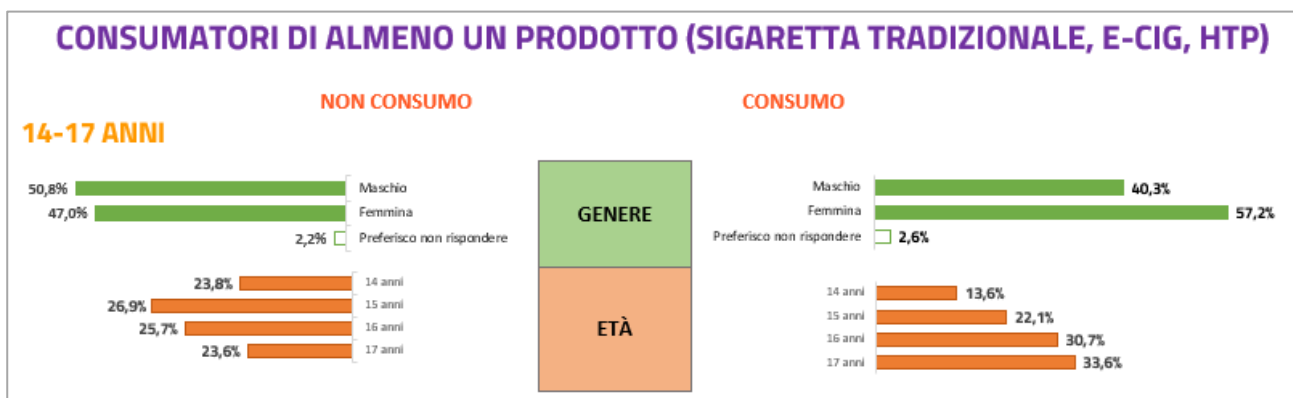 CONSUMATORI DI ALMENO UN PRODOTTO (SIGARETTA TRADIZIONALE, E-CIG, HTP)
NON CONSUMO
CONSUMO
14-17 ANNI
50,8% Maschio
47,0% Femmina
2,2% Preferisco non rispondere
23,8% 14 anni
26,9% 15 anni
25,7% 16 anni
23,6% 17 anni
GENERE
ETÀ
Maschio 40,3%
Femmina 57,2%
Preferisco non rispondere 2,6%
14 anni 13,6%
15 anni 22,1%
16 anni 30,7%
17 anni 33,6%